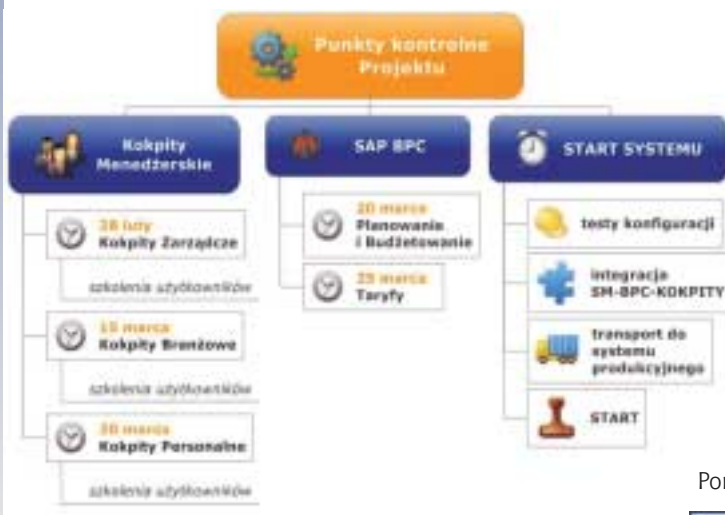 Punkty kontrolne
Projektu
Kokpity
Menedżerskie
28 luty
Kokpity Zarządcze
szkolenia użytkowników
15 marca
Kokpity Branżowe
szkolenia użytkowników
30 marca
Kokpity Personalne
szkolenia użytkowników
SAP BPC
20 marca
Planowanie
i Budżetowanie
25 marca
Taryfy
START SYSTEMU
testy konfiguracji
integracja
SM-BPC-KOKPITY
transport do
systemu
produkcyjnego
START